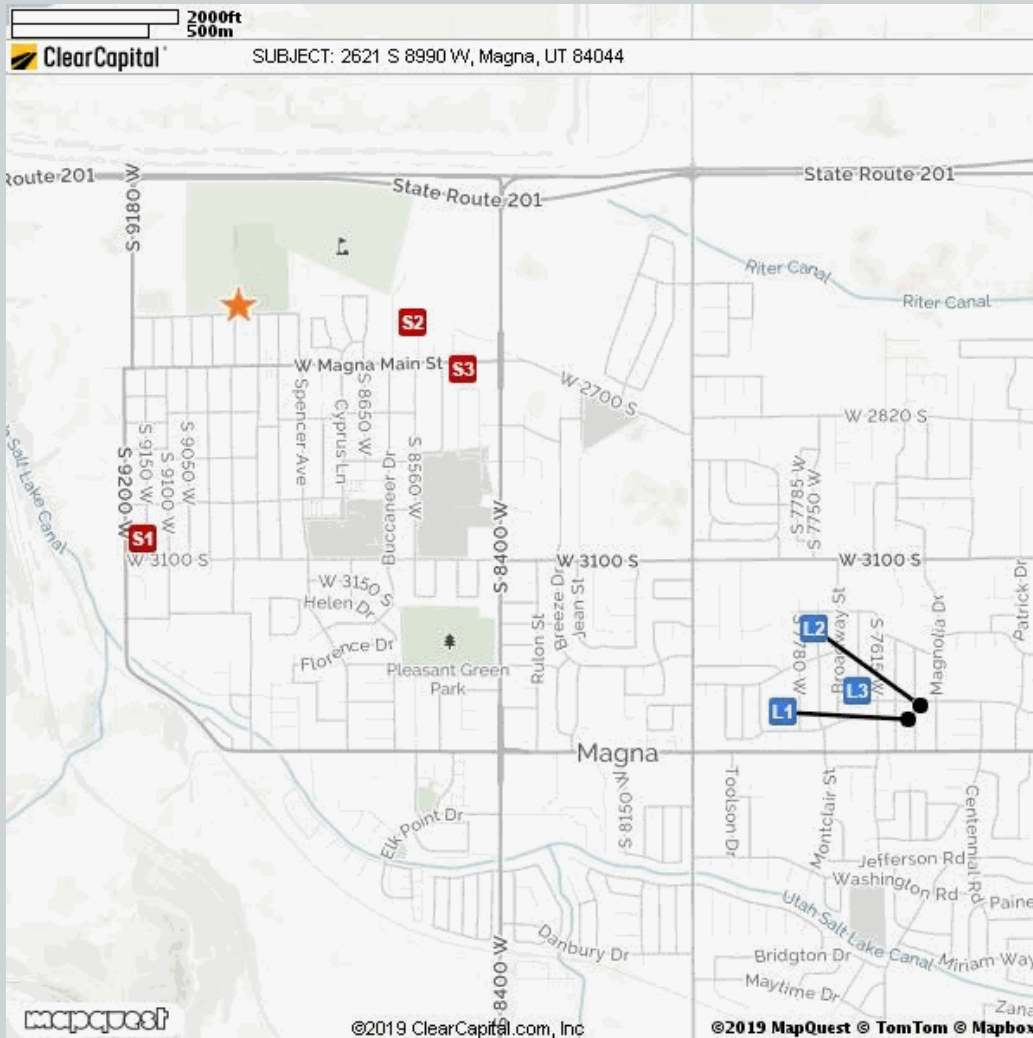 2000ft
500m
ClearCapital
SUBJECT: 2621 S 8990 W, Magna, UT 84044
Route 201
State Route 201
State Route 201
S-9180-W
Riter Canal
Riter Canal
S2
W Magna Main St
S3
W-2700 S
W 2820 S
Spencer-Ave
Cyprus Ln
S-8650-W
S-9150-W
S-9100-W
S-9050-W
S-9200-W
Buccaneer Dr
S-8560-W
S-8400-W
S-7785-W
S-7750-W
Salt Lake Canal
S1
W-3100 S
W-3100 S
W-3100 S
W-3150 S
Helen Dr
Florence-Dr
Pleasant Green
Park
Rulon St
Breeze Dr
Jean St
L2
S-7780-W
Broadway St
L3
S-7615-W
Magnolia Dr
Patrick Dr
L1
Magna
S-8150 W
Toolson Dr
Montclair St
Centennial Rd
Elk Point Dr
Jefferson Rd
Washington Rd
Paine
Utah Salt Lake Canal
Danbury Dr
Bridgton Dr
Miriam Way
Maytime Dr
Zana
S-8400-W
mapquest
©2019 ClearCapital.com, Inc
©2019 MapQuest © TomTom © Mapbox